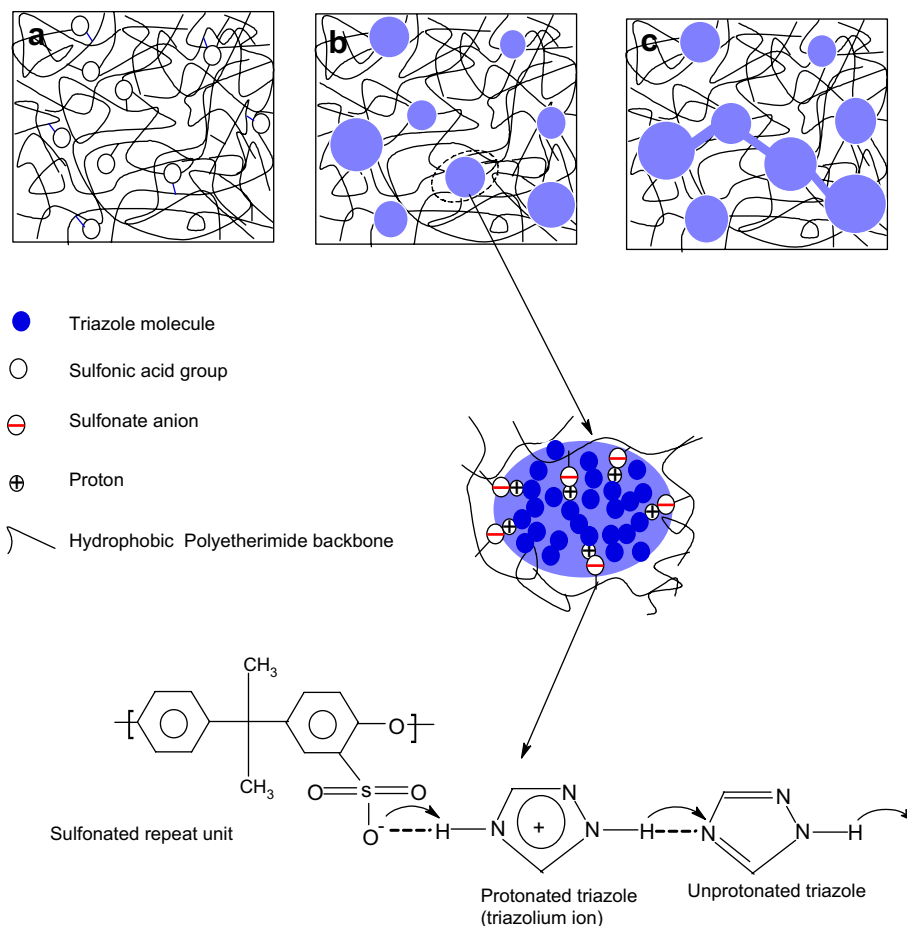 a
b
c
Triazole molecule
Sulfonic acid group
Sulfonate anion
Proton
Hydrophobic Polyetherimide backbone
CH3
[ O ]
CH3
O S O
Sulfonated repeat unit
O- H N + N N H N N N H
Protonated triazole
(triazolium ion)
Unprotonated triazole